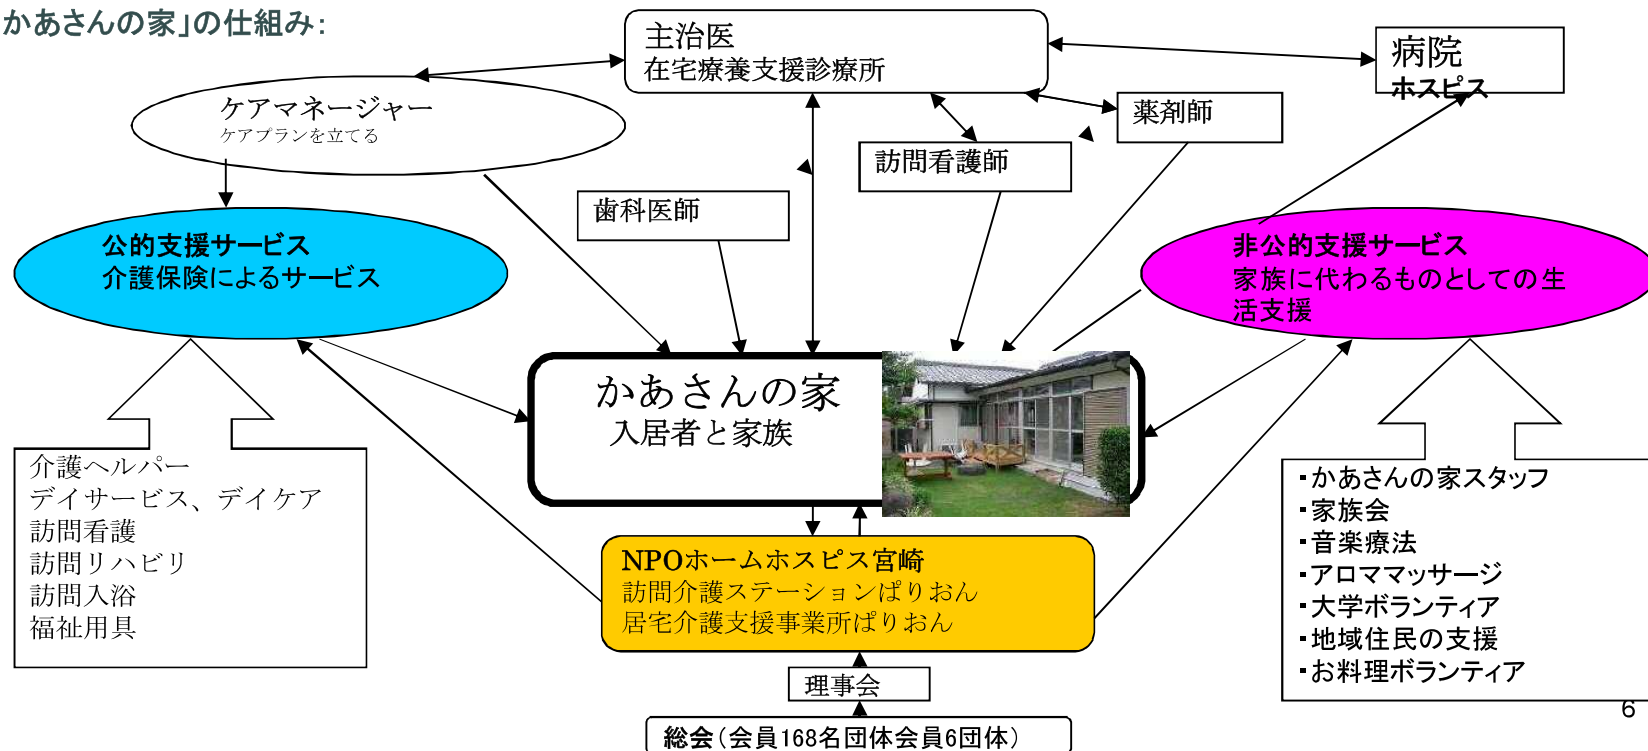 かあさんの家」の仕組み:
主治医
在宅療養支援診療所
病院
ホスピス
ケアマネージャー
ケアプランを立てる
薬剤師
訪問看護師
歯科医師
公的支援サービス
介護保険によるサービス
非公的支援サービス
家族に代わるものとしての生
活支援
かあさんの家
入居者と家族
介護ヘルパー
デイサービス、デイケア
訪問看護
訪問リハビリ
訪問入浴
福祉用具
NPOホームホスピス宮崎
訪問介護ステーションぱりおん
居宅介護支援事業所ぱりおん
・かあさんの家スタッフ
・家族会
・音楽療法
・アロママッサージ
・大学ボランティア
・地域住民の支援
・お料理ボランティア
理事会
総会(会員168名団体会員6団体)
6